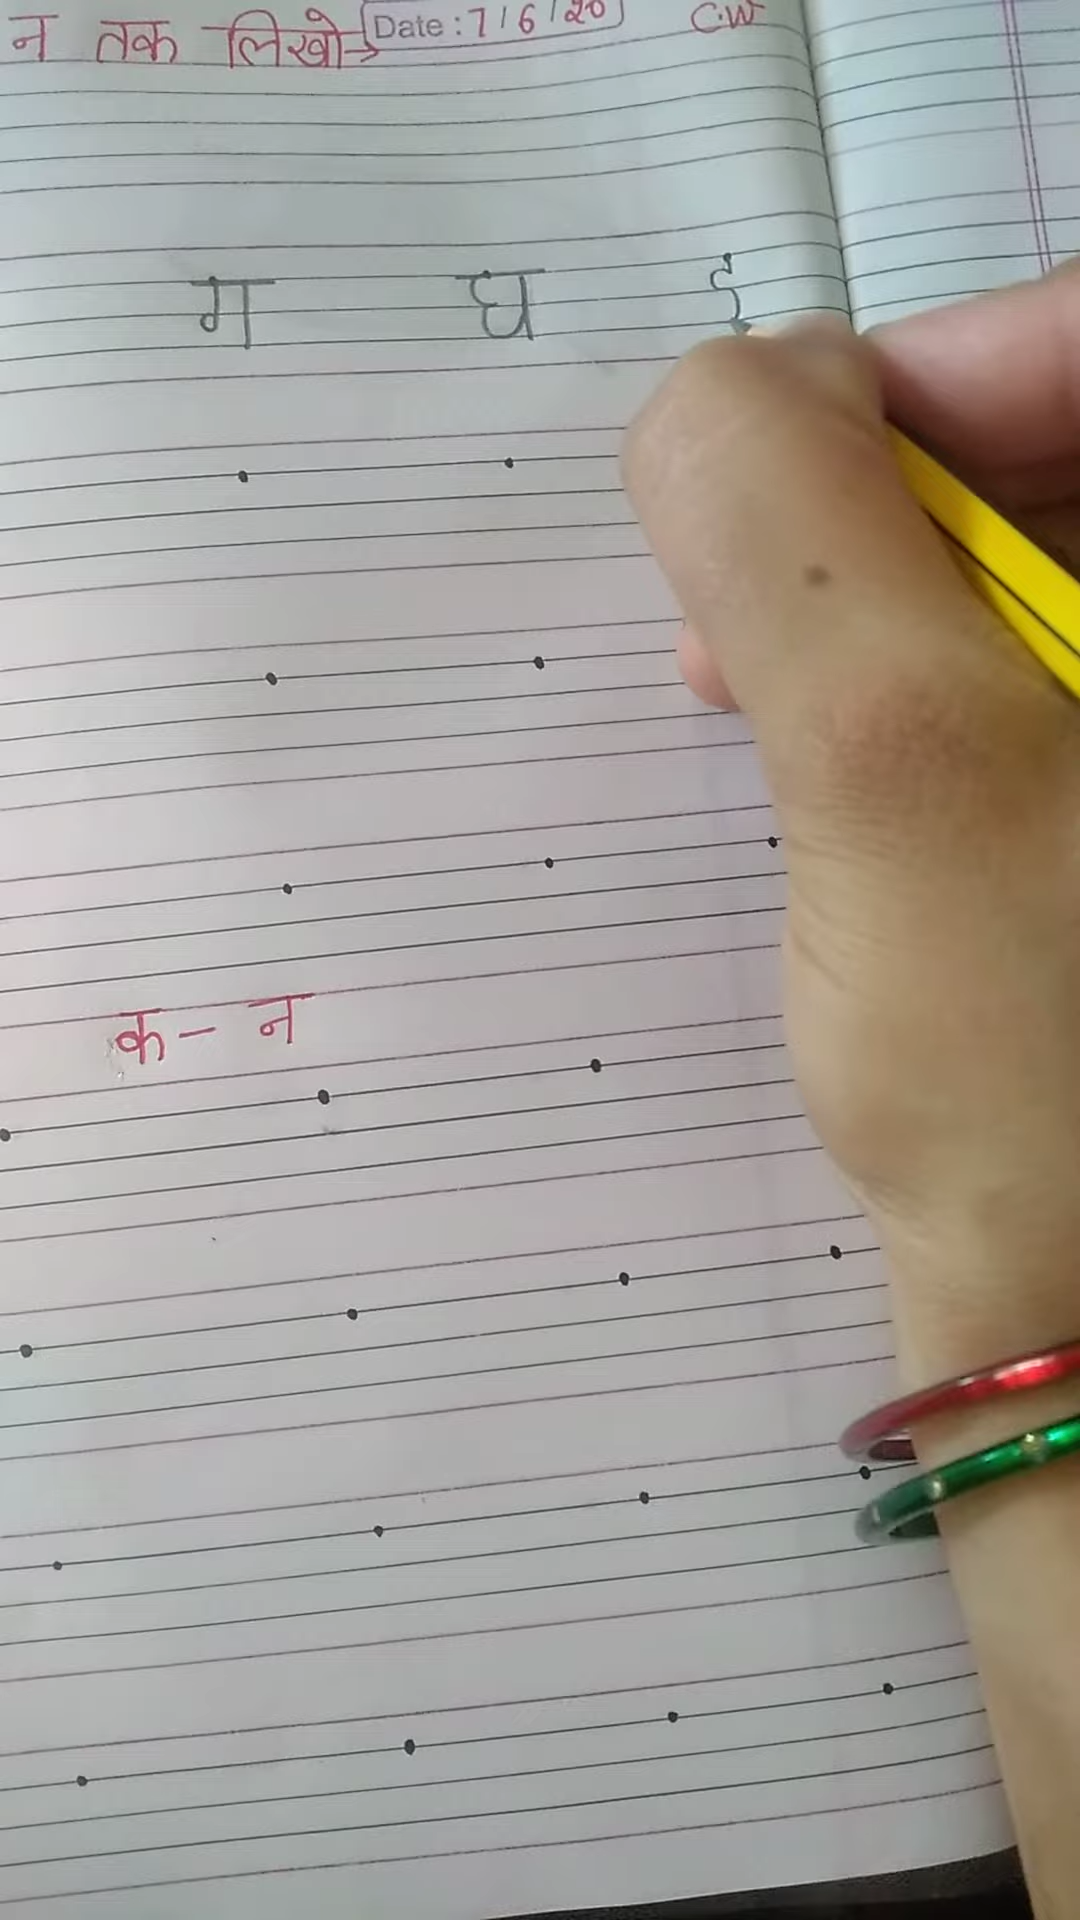 न तक लिखो→ Date : 7/6/20 C.W
ग घ
क – न